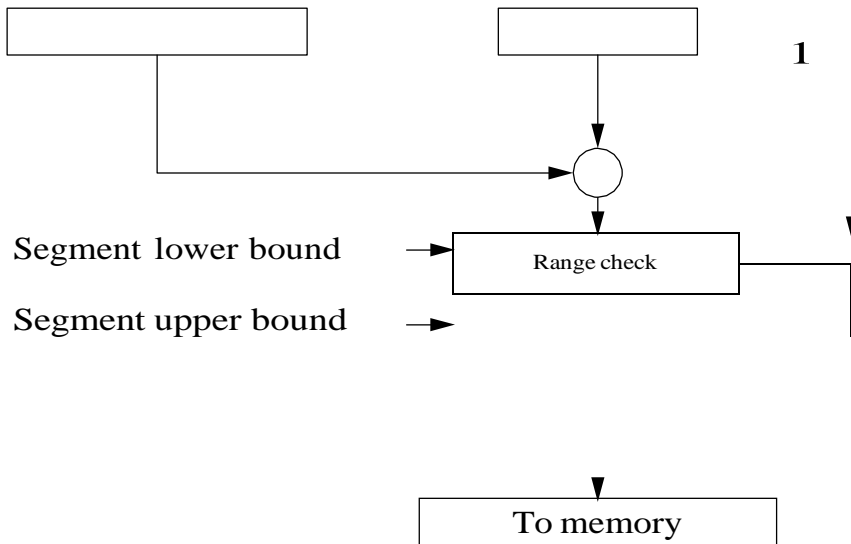 1
Segment lower bound
Range check
Segment upper bound
To memory